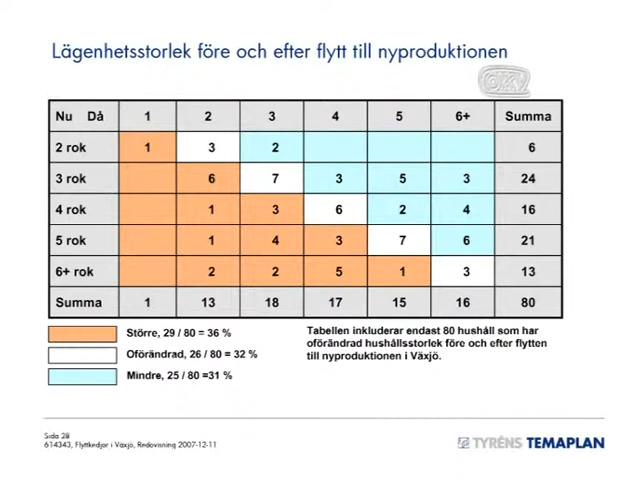 Lägenhetsstorlek före och efter flytt till nyproduktionen
Nu Då 1 2 3 4 5 6+ Summa
2 rok 1 3 2 6
3 rok 6 7 3 5 3 24
4 rok 1 3 6 2 4 16
5 rok 1 4 3 7 6 21
6+ rok 2 2 5 1 3 13
Summa 1 13 18 17 15 16 80
Större, 29 / 80 = 36 %
Oförändrad, 26 / 80 = 32 %
Mindre, 25 / 80 =31 %
Tabellen inkluderar endast 80 hushåll som har
oförändrad hushållsstorlek före och efter flytten
till nyproduktionen i Växjö.
Sida 28
614343, Flyttkedjor i Växjö, Redovisning 2007-12-11
TYRÉNS TEMAPLAN